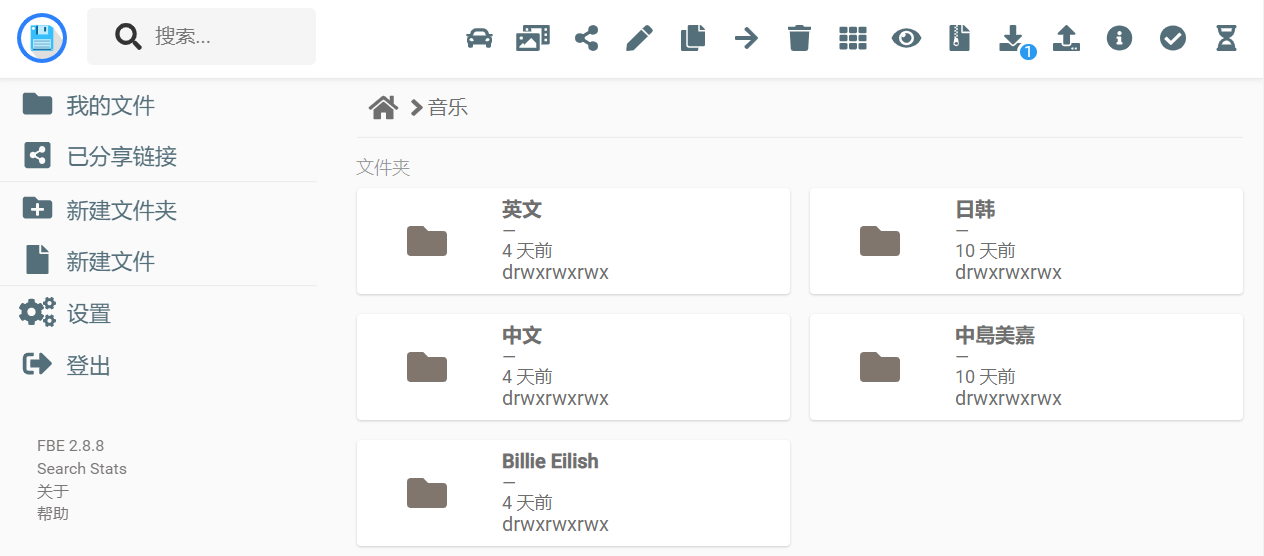 搜索...
1
我的文件
已分享链接
新建文件夹
新建文件
设置
登出
FBE 2.8.8
Search Stats
关于
帮助
音乐
文件夹
英文
—
4 天前
drwxrwxrwx
日韩
—
10 天前
drwxrwxrwx
中文
—
4 天前
drwxrwxrwx
中島美嘉
—
10 天前
drwxrwxrwx
Billie Eilish
—
4 天前
drwxrwxrwx